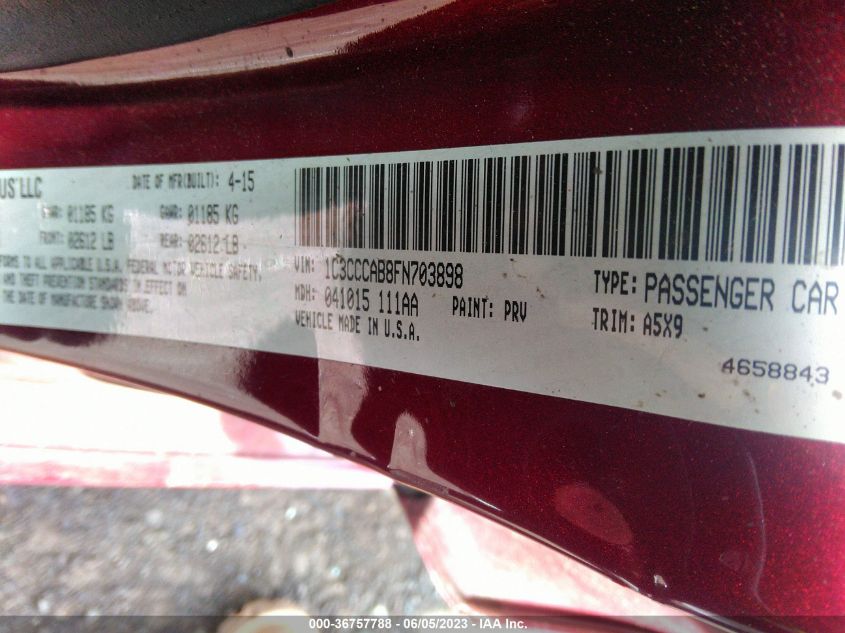 US LLC
DATE OF MFR(BUILT): 4-15
01185 KG
GAWR: 01185 KG
FRONT: 02612 LB
REAR: 02612 LB
FORMS TO ALL APPLICABLE U.S.A. FEDERAL MOTOR VEHICLE SAFETY,
AND THEFT PREVENTION STANDARDS IN EFFECT ON
DATE OF MANUFACTURE SHOWN ABOVE.
VIN: 1C3CCCAB8FN703898
TYPE: PASSENGER CAR
MDH: 041015 111AA
PAINT: PRV
TRIM: A5X9
VEHICLE MADE IN U.S.A.
4658843
000-36757788 - 06/05/2023 - IAA Inc.